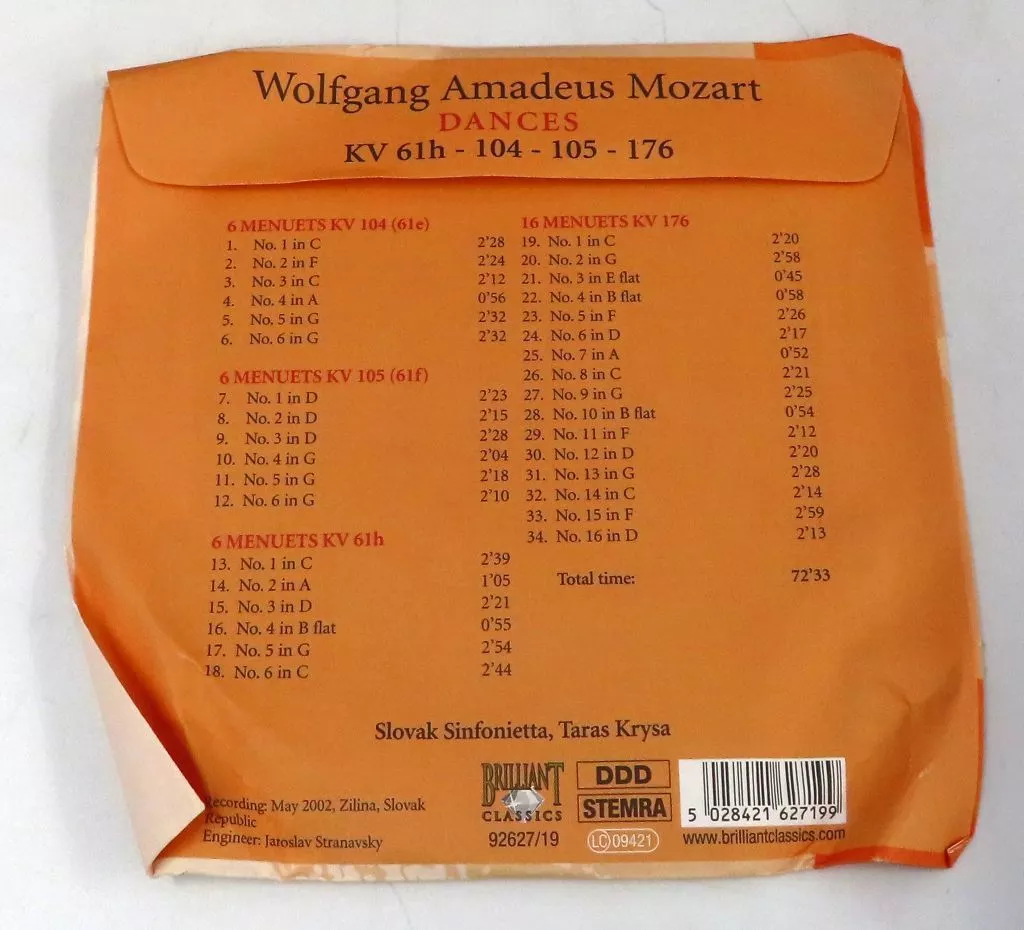 Wolfgang Amadeus Mozart
DANCES
KV 61h - 104 - 105 - 176
6 MENUETS KV 104 (61e)
1. No. 1 in C 2'28
2. No. 2 in F 2'24
3. No. 3 in C 2'12
4. No. 4 in A 0'56
5. No. 5 in G 2'32
6. No. 6 in G 2'32
6 MENUETS KV 105 (61f)
7. No. 1 in D 2'23
8. No. 2 in D 2'15
9. No. 3 in D 2'28
10. No. 4 in G 2'04
11. No. 5 in G 2'18
12. No. 6 in G 2'10
6 MENUETS KV 61h
13. No. 1 in C 2'39
14. No. 2 in A 1'05
15. No. 3 in D 2'21
16. No. 4 in B flat 0'55
17. No. 5 in G 2'54
18. No. 6 in C 2'44
16 MENUETS KV 176
19. No. 1 in C 2'20
20. No. 2 in G 2'58
21. No. 3 in E flat 0'45
22. No. 4 in B flat 0'58
23. No. 5 in F 2'26
24. No. 6 in D 2'17
25. No. 7 in A 0'52
26. No. 8 in C 2'21
27. No. 9 in G 2'25
28. No. 10 in B flat 0'54
29. No. 11 in F 2'12
30. No. 12 in D 2'20
31. No. 13 in G 2'28
32. No. 14 in C 2'14
33. No. 15 in F 2'59
34. No. 16 in D 2'13
Total time: 72'33
Slovak Sinfonietta, Taras Krysa
Recording: May 2002, Zilina, Slovak
Republic
Engineer: Jaroslav Stranavsky
BRILLIANT
CLASSICS
92627/19
DDD
STEMRA
LC 09421
5 028421 627199
www.brilliantclassics.com